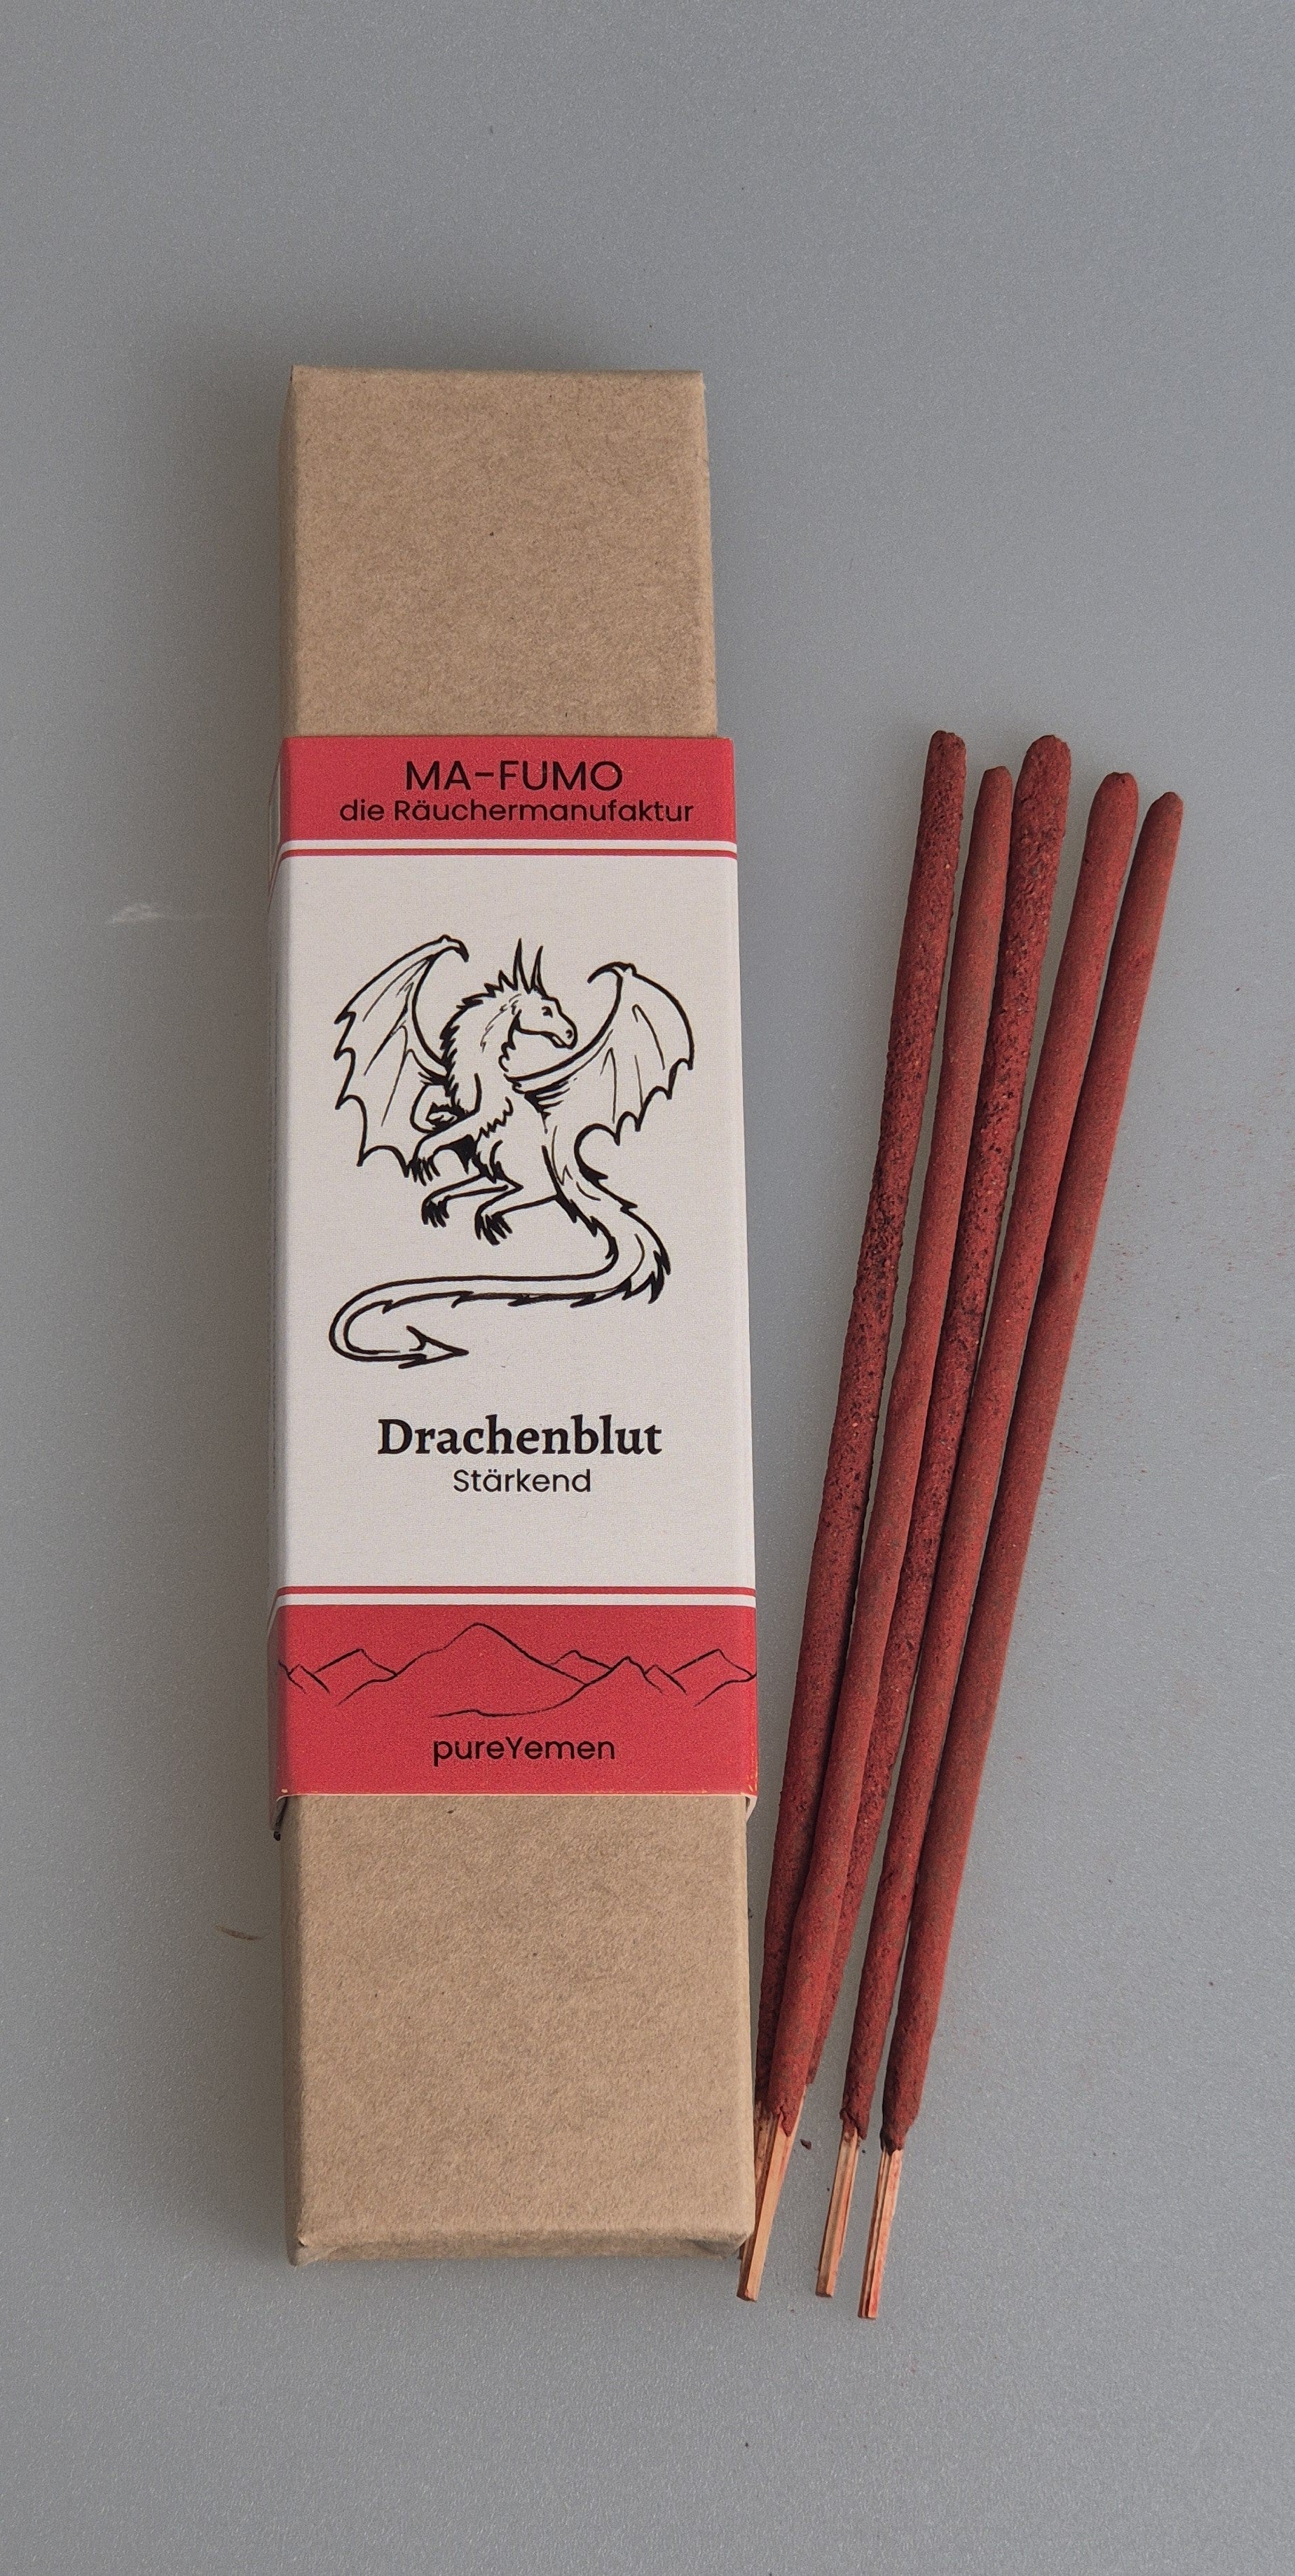 MA-FUMO
die Räuchermanufaktur
Drachenblut
Stärkend
pureYemen